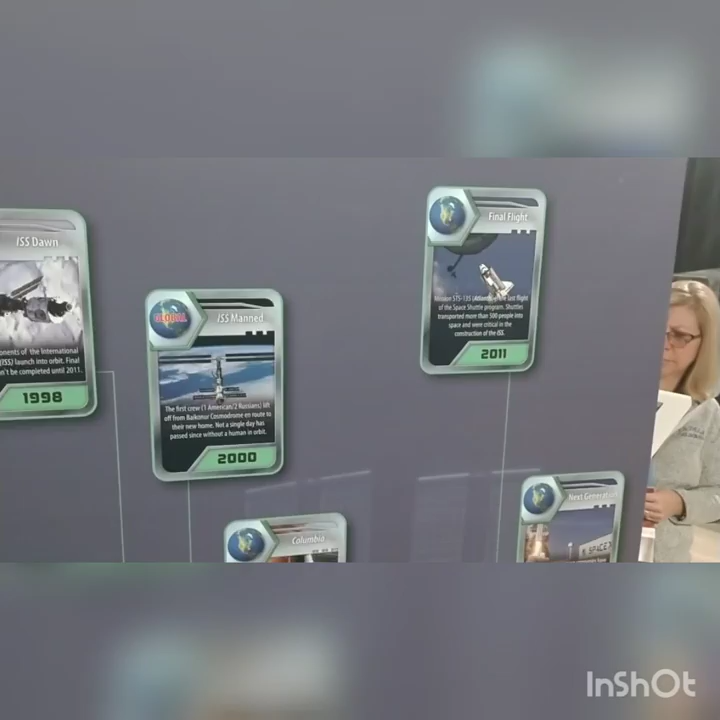 ISS Dawn
onents of the International
(ISS) launch into orbit. Final
n't be completed until 2011.
1998
GLOBAL
ISS Manned
The first crew (1 American/2 Russians) lift
off from Baikonur Cosmodrome en route to
their new home. Not a single day has
passed since without a human in orbit.
2000
Final Flight
Mission STS-135 (Atlantis) is the last flight
of the Space Shuttle program. Shuttles
transported more than 500 people into
space and were critical in the
construction of the ISS.
2011
Columbia
Next Generation
SPACEX
InShOt